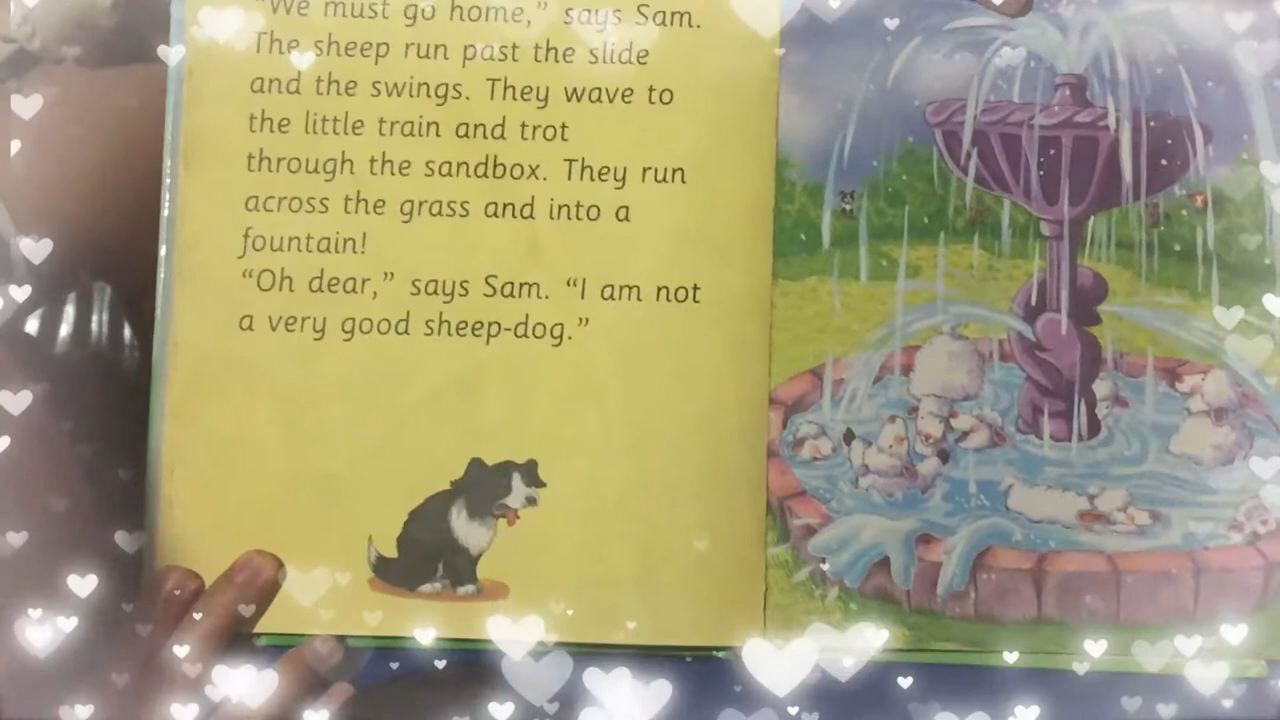 "We must go home," says Sam.
The sheep run past the slide
and the swings. They wave to
the little train and trot
through the sandbox. They run
across the grass and into a
fountain!
"Oh dear," says Sam. "I am not
a very good sheep-dog."